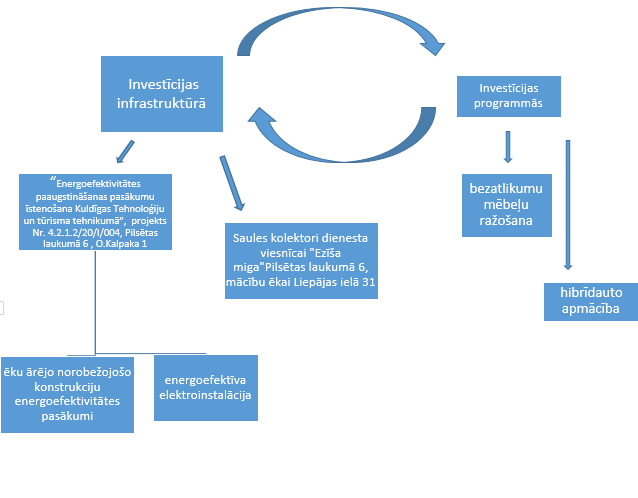 Investīcijas
infrastruktūrā
Investīcijas
programmās
“Energoefektivitātes
paaugstināšanas pasākumu
īstenošana Kuldīgas Tehnoloģiju
un tūrisma tehnikumā”, projekts
Nr. 4.2.1.2/20/I/004, Pilsētas
laukumā 6 , O.Kalpaka 1
Saules kolektori dienesta
viesnīcai "Ezīša
miga"Pilsētas laukumā 6,
mācību ēkai Liepājas ielā 31
bezatlikumu
mēbeļu
ražošana
hibrīdauto
apmācība
ēku ārējo norobežojošo
konstrukciju
energoefektivitātes
pasākumi
energoefektīva
elektroinstalācija